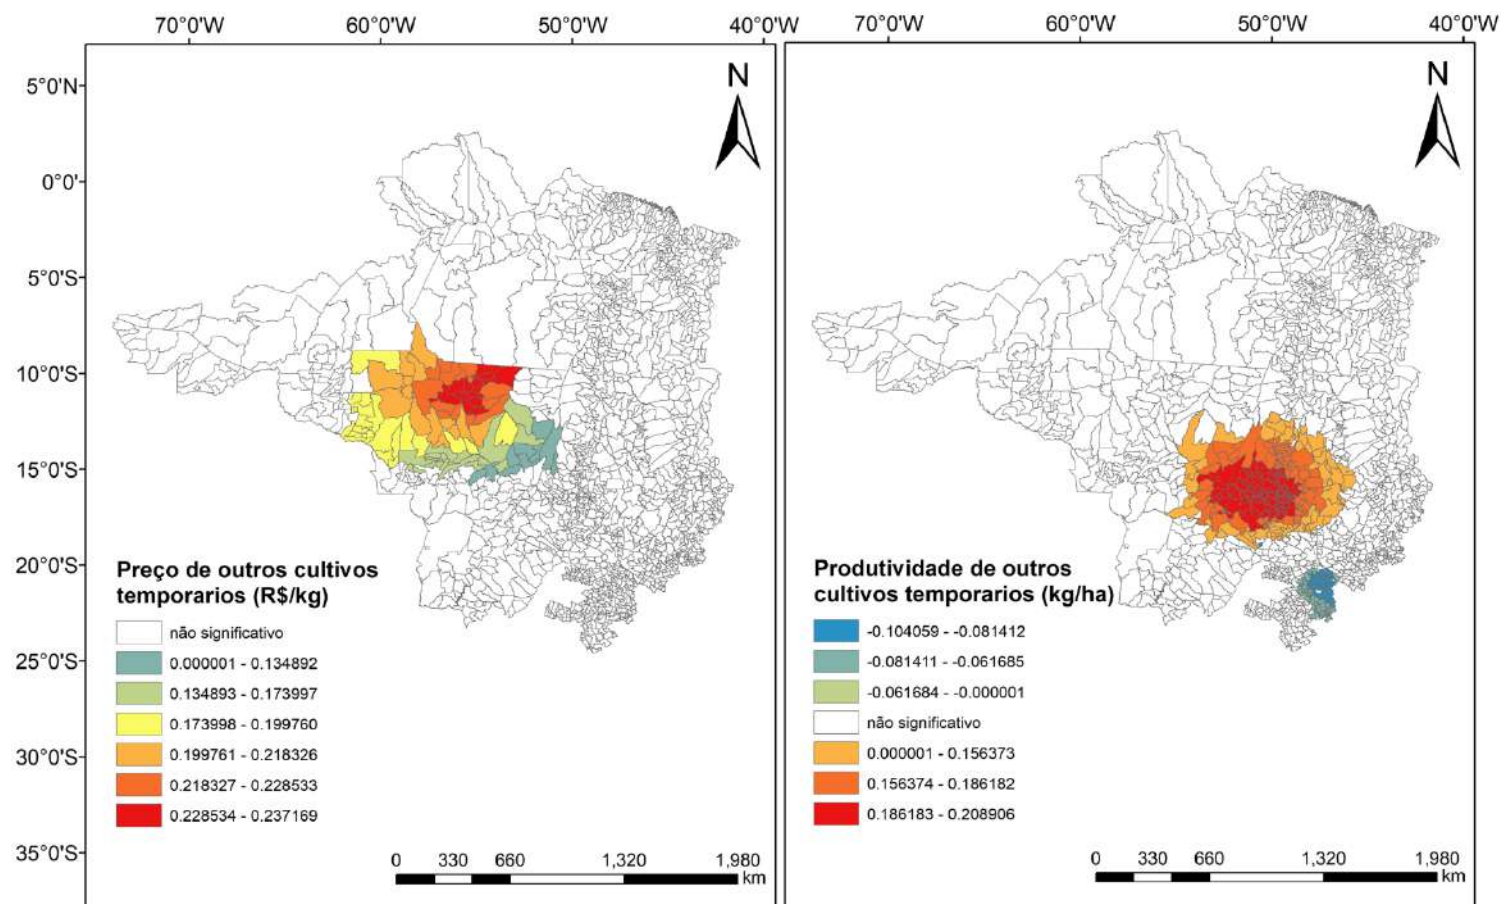 70°0'W 60°0'W 50°0'W 40°0'W
70°0'W 60°0'W 50°0'W 40°0'W
5°0'N
0°0'
5°0'S
10°0'S
15°0'S
20°0'S
25°0'S
30°0'S
35°0'S
N
Preço de outros cultivos
temporarios (R$/kg)
não significativo
0.000001 - 0.134892
0.134893 - 0.173997
0.173998 - 0.199760
0.199761 - 0.218326
0.218327 - 0.228533
0.228534 - 0.237169
0 330 660 1,320 1,980
km
N
Produtividade de outros
cultivos temporarios (kg/ha)
-0.104059 - -0.081412
-0.081411 - -0.061685
-0.061684 - -0.000001
não significativo
0.000001 - 0.156373
0.156374 - 0.186182
0.186183 - 0.208906
0 330 660 1,320 1,980
km